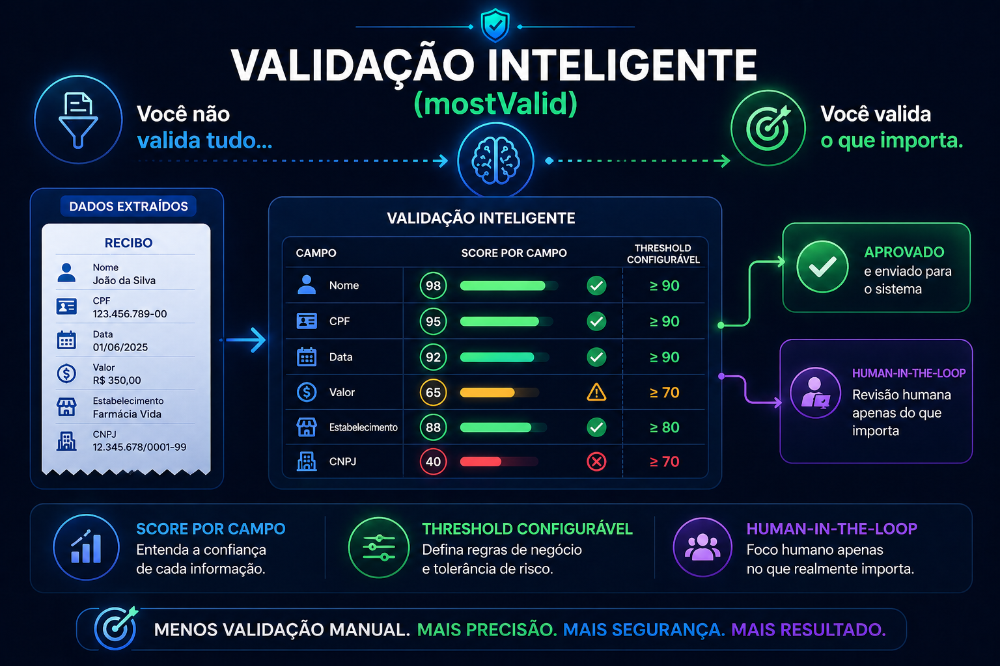 VALIDAÇÃO INTELIGENTE
(mostValid)
Você não
valida tudo...
Você valida
o que importa.
DADOS EXTRAÍDOS
RECIBO
Nome
João da Silva
CPF
123.456.789-00
Data
01/06/2025
Valor
R$ 350,00
Estabelecimento
Farmácia Vida
CNPJ
12.345.678/0001-99
VALIDAÇÃO INTELIGENTE
CAMPO SCORE POR CAMPO THRESHOLD
CONFIGURÁVEL
Nome 98 ≥ 90
CPF 95 ≥ 90
Data 92 ≥ 90
Valor 65 ≥ 70
Estabelecimento 88 ≥ 80
CNPJ 40 ≥ 70
APROVADO
e enviado para
o sistema
HUMAN-IN-THE-LOOP
Revisão humana
apenas do que
importa
SCORE POR CAMPO
Entenda a confiança
de cada informação.
THRESHOLD CONFIGURÁVEL
Defina regras de negócio
e tolerância de risco.
HUMAN-IN-THE-LOOP
Foco humano apenas
no que realmente importa.
MENOS VALIDAÇÃO MANUAL. MAIS PRECISÃO. MAIS SEGURANÇA. MAIS RESULTADO.